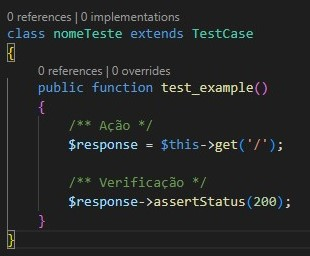 0 references | 0 implementations
class nomeTeste extends TestCase
{
0 references | 0 overrides
public function test_example()
{
/** Ação */
$response = $this->get('/');
/** Verificação */
$response->assertStatus(200);
}
}